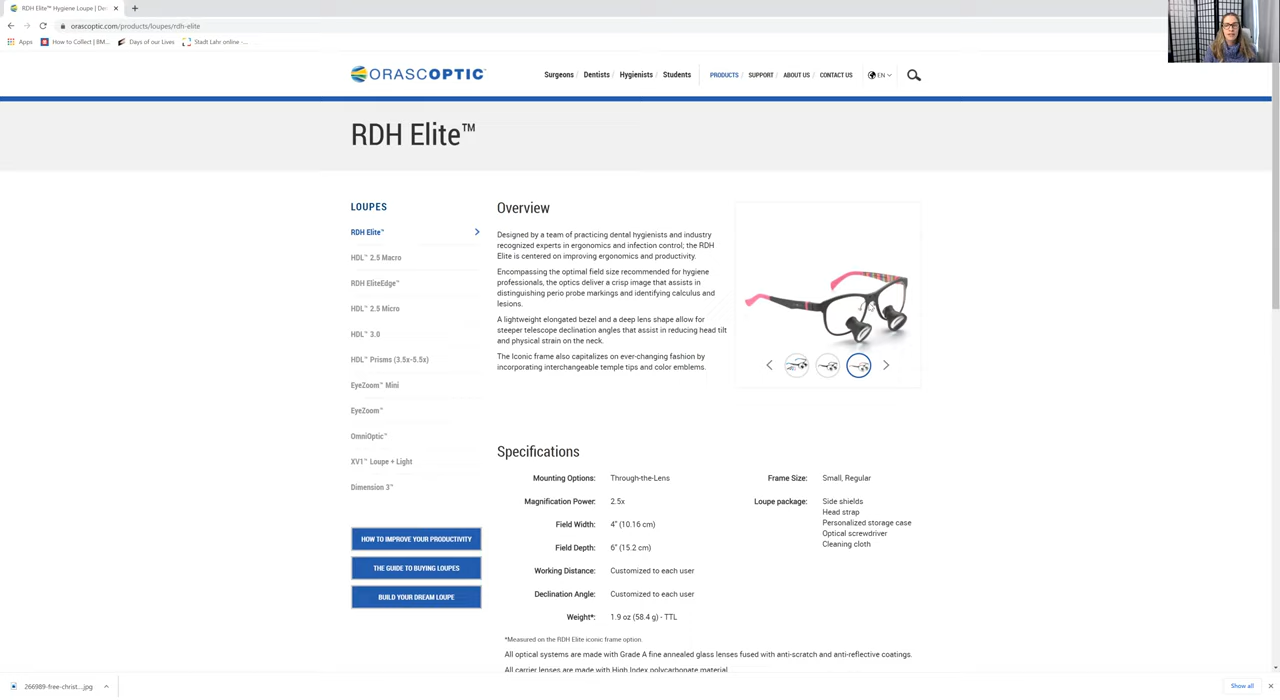 RDH Elite™ Hygiene Loupe | De
orascoptic.com/products/loupes/rdh-elite
Apps
How to Collect | BM...
Days of our Lives
Stadt Lahr online -...
ORASCOPTIC
Surgeons / Dentists / Hygienists / Students
PRODUCTS / SUPPORT / ABOUT US / CONTACT US
EN
RDH Elite™
LOUPES
RDH Elite™
HDL™ 2.5 Macro
RDH EliteEdge™
HDL™ 2.5 Micro
HDL™ 3.0
HDL™ Prisms (3.5x-5.5x)
EyeZoom™ Mini
EyeZoom™
OmniOptic™
XV1™ Loupe + Light
Dimension 3™
HOW TO IMPROVE YOUR PRODUCTIVITY
THE GUIDE TO BUYING LOUPES
BUILD YOUR DREAM LOUPE
Overview
Designed by a team of practicing dental hygienists and industry
recognized experts in ergonomics and infection control; the RDH
Elite is centered on improving ergonomics and productivity.
Encompassing the optimal field size recommended for hygiene
professionals, the optics deliver a crisp image that assists in
distinguishing perio probe markings and identifying calculus and
lesions.
A lightweight elongated bezel and a deep lens shape allow for
steeper telescope declination angles that assist in reducing head tilt
and physical strain on the neck.
The Iconic frame also capitalizes on ever-changing fashion by
incorporating interchangeable temple tips and color emblems.
Specifications
Mounting Options: Through-the-Lens
Magnification Power: 2.5x
Field Width: 4" (10.16 cm)
Field Depth: 6" (15.2 cm)
Working Distance: Customized to each user
Declination Angle: Customized to each user
Weight*: 1.9 oz (58.4 g) - TTL
Frame Size: Small, Regular
Loupe package: Side shields
Head strap
Personalized storage case
Optical screwdriver
Cleaning cloth
*Measured on the RDH Elite iconic frame option
All optical systems are made with Grade A fine annealed glass lenses fused with anti-scratch and anti-reflective coatings.
All carrier lenses are made with High Index polycarbonate material
266989-free-christ....jpg
Show all